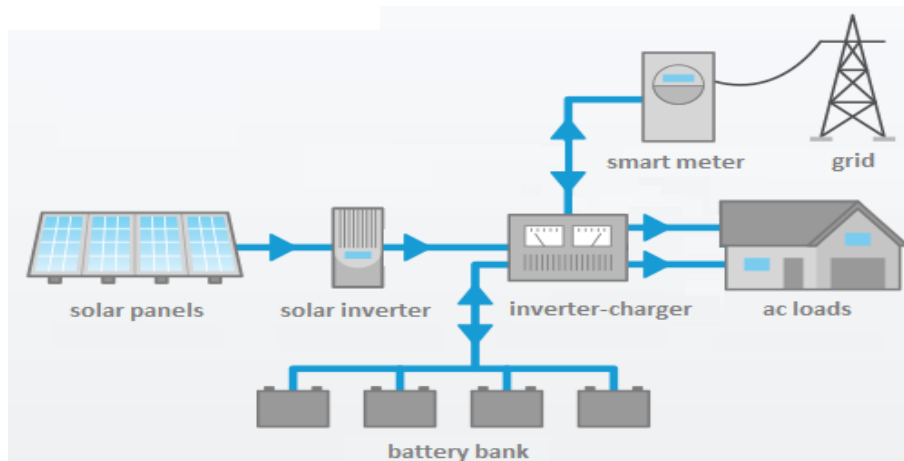 smart meter
grid
solar panels
solar inverter
inverter-charger
ac loads
battery bank